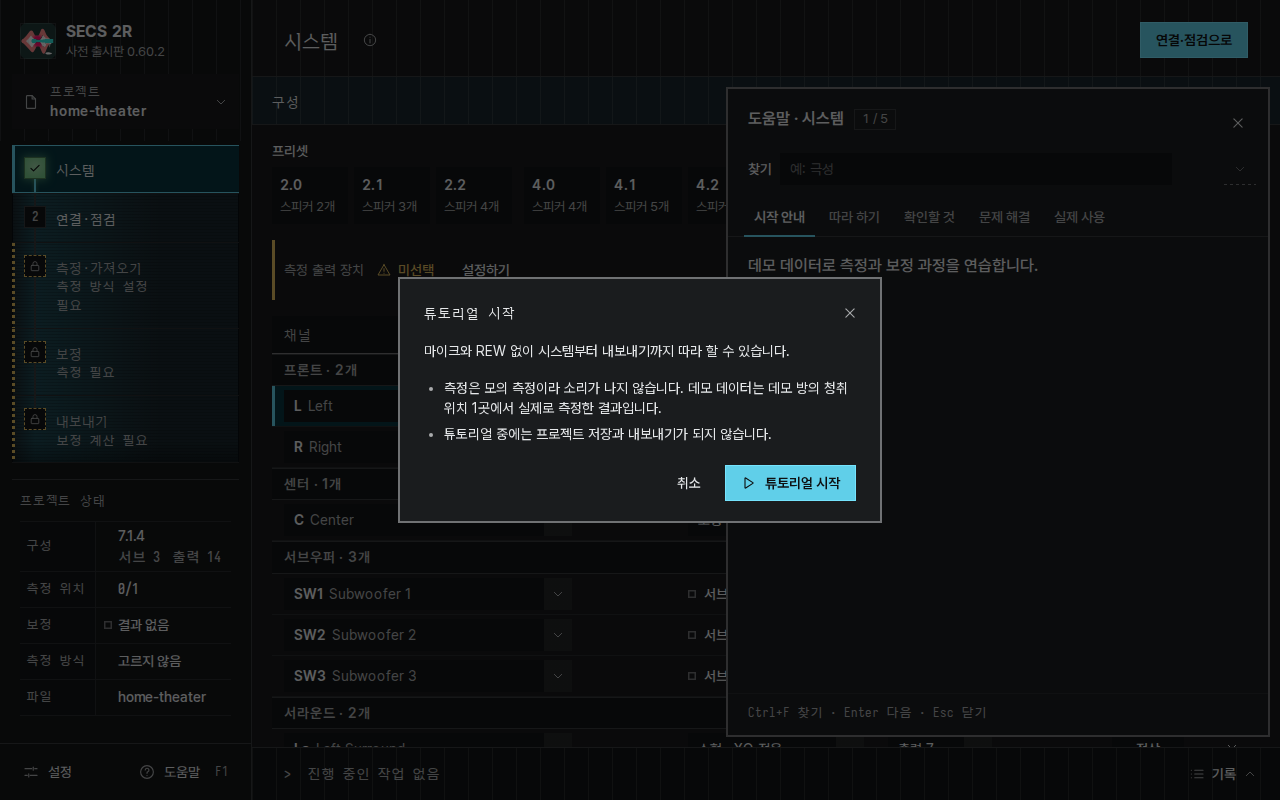 SECS 2R
사전 출시판 0.60.2
프로젝트
home-theater
시스템
2 연결·점검
측정·가져오기
측정 방식 설정
필요
보정
측정 필요
내보내기
보정 계산 필요
프로젝트 상태
구성 7.1.4
서브 3 출력 14
측정 위치 0/1
보정 결과 없음
측정 방식 고르지 않음
파일 home-theater
설정 도움말 F1
시스템
연결·점검으로
구성
프리셋
2.0 2.1 2.2 4.0 4.1 4.2
스피커 2개 스피커 3개 스피커 4개 스피커 4개 스피커 5개
측정 출력 장치 미선택 설정하기
채널
프론트 · 2개
L Left
R Right
센터 · 1개
C Center
서브우퍼 · 3개
SW1 Subwoofer 1 서브
SW2 Subwoofer 2 서브
SW3 Subwoofer 3 서브
서라운드 · 2개
> 진행 중인 작업 없음
기록
도움말 · 시스템 1 / 5
찾기 예: 극성
시작 안내 따라 하기 확인할 것 문제 해결 실제 사용
데모 데이터로 측정과 보정 과정을 연습합니다.
Ctrl+F 찾기 · Enter 다음 · Esc 닫기
튜토리얼 시작
마이크와 REW 없이 시스템부터 내보내기까지 따라 할 수 있습니다.
• 측정은 모의 측정이라 소리가 나지 않습니다. 데모 데이터는 데모 방의 청취
위치 1곳에서 실제로 측정한 결과입니다.
• 튜토리얼 중에는 프로젝트 저장과 내보내기가 되지 않습니다.
취소 튜토리얼 시작